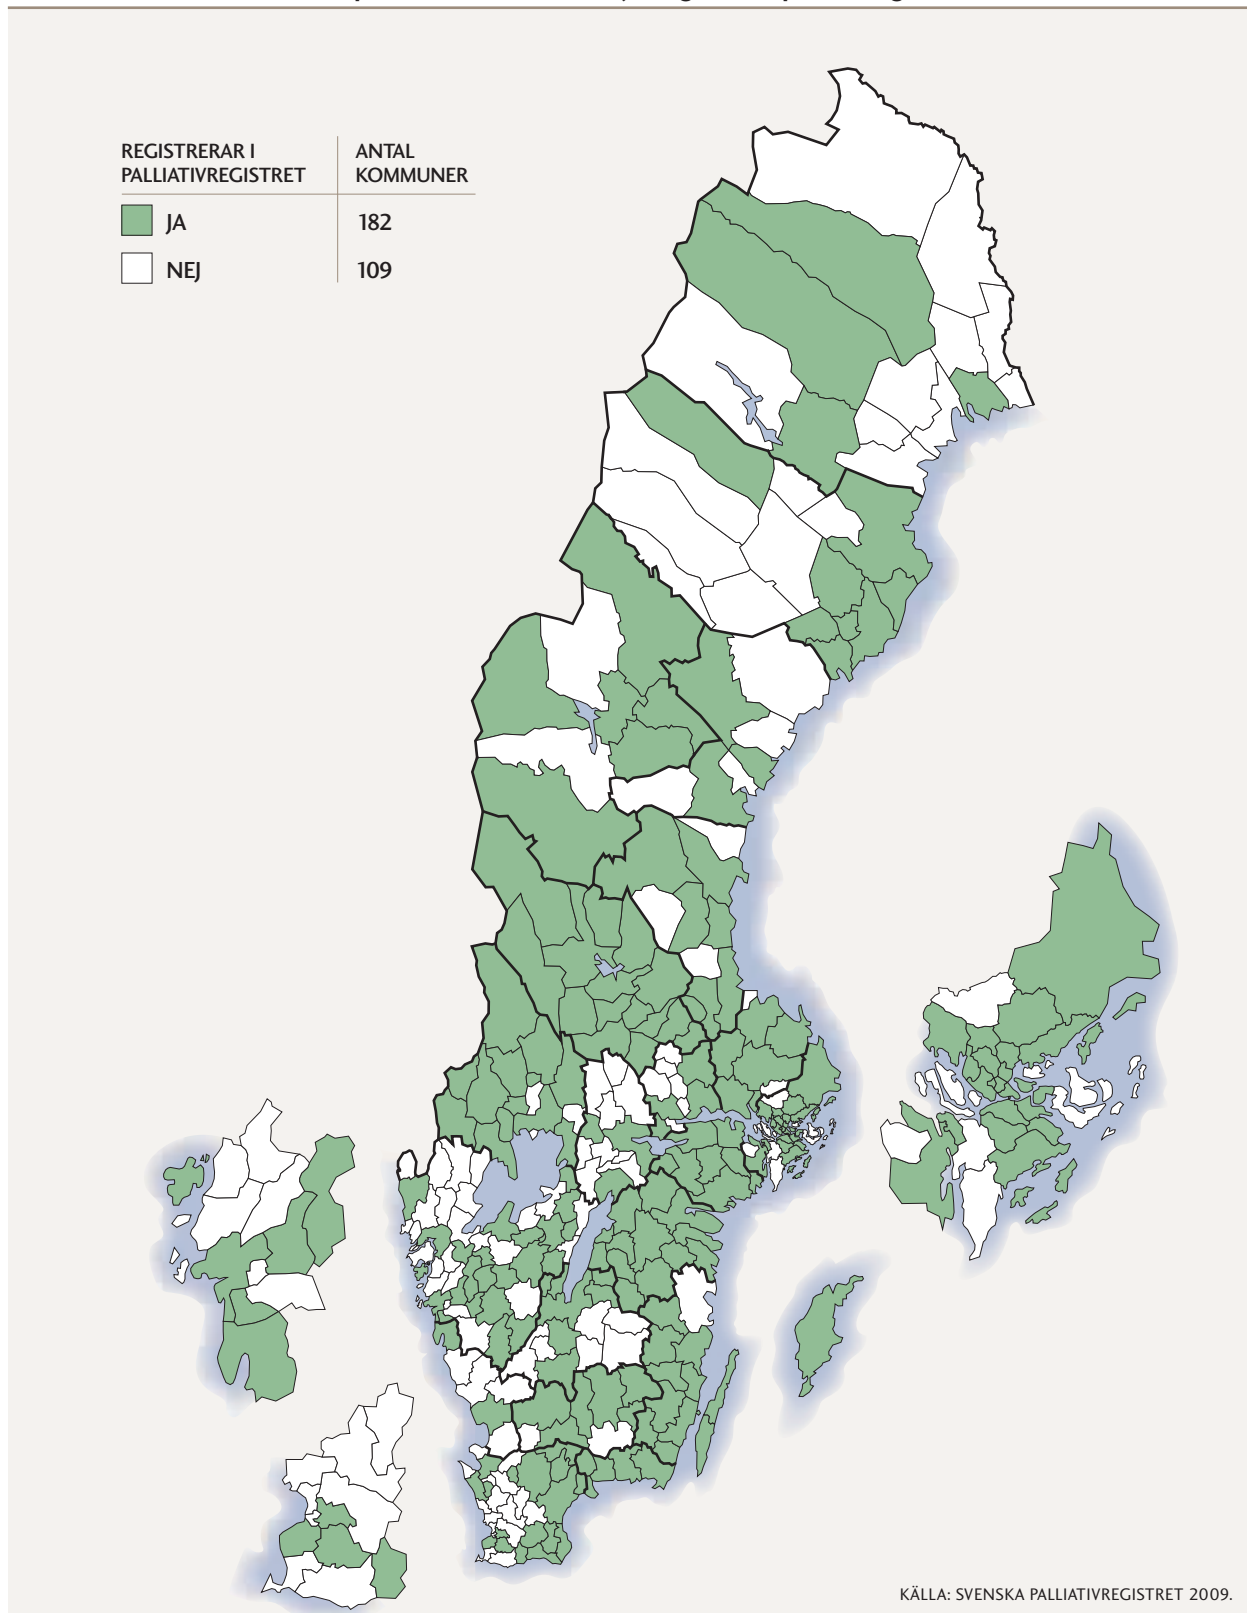 REGISTRERAR I
PALLIATIVREGISTRET
ANTAL
KOMMUNER
JA 182
NEJ 109
KÄLLA: SVENSKA PALLIATIVREGISTRET 2009.